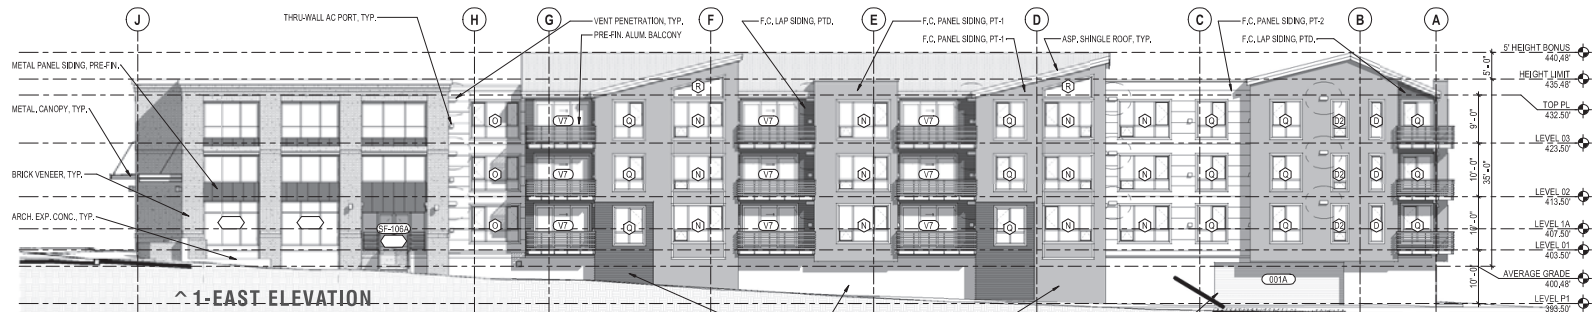 J
H
G
F
E
D
C
B
A
THRU-WALL AC PORT, TYP.
VENT PENETRATION, TYP.
PRE-FIN. ALUM. BALCONY
F.C. LAP SIDING, PTD.
F.C. PANEL SIDING, PT-1
F.C. PANEL SIDING, PT-1
ASP. SHINGLE ROOF, TYP.
F.C. PANEL SIDING, PT-2
F.C. LAP SIDING, PTD.
METAL PANEL SIDING, PRE-FIN.
METAL, CANOPY, TYP.
BRICK VENEER, TYP.
ARCH. EXP. CONC., TYP.
5' HEIGHT BONUS
440.48'
HEIGHT LIMIT
435.48'
TOP PL
432.50'
LEVEL 03
423.50'
LEVEL 02
413.50'
LEVEL 1A
407.50'
LEVEL 01
403.50'
AVERAGE GRADE
400.48'
LEVEL P1
393.50'
5'-0"
9'-0"
10'-0"
35'-0"
10'-0"
10'-0"
R
R
Q V7 Q N V7 N V7 Q N N Q D2 Q
Q V7 Q N V7 N V7 Q N N Q D2 Q
Q V7 Q N V7 N V7 Q N N Q D2 Q
SF-106A
001A
^ 1-EAST ELEVATION